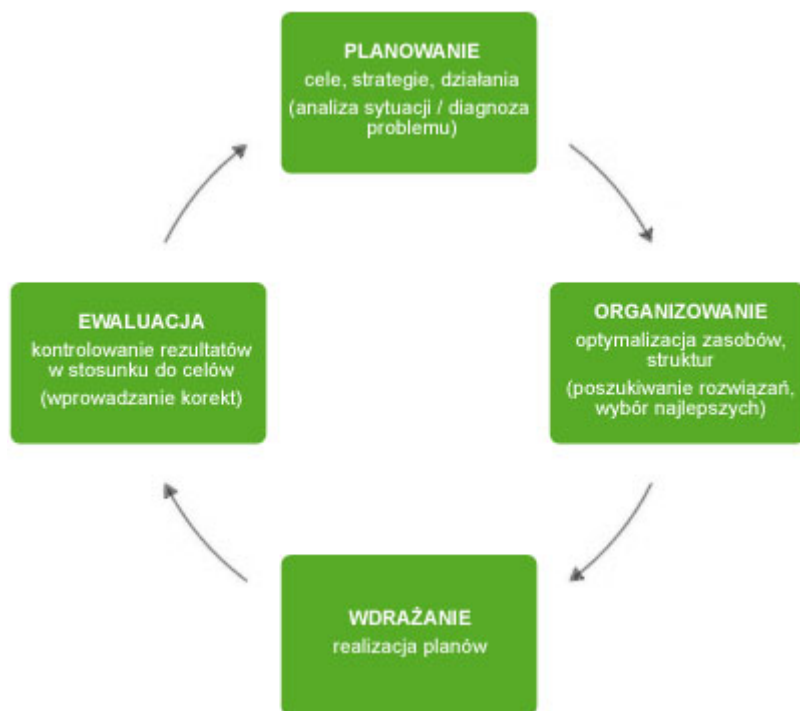 PLANOWANIE
cele, strategie, działania
(analiza sytuacji / diagnoza
problemu)
ORGANIZOWANIE
optymalizacja zasobów,
struktur
(poszukiwanie rozwiązań,
wybór najlepszych)
WDRAŻANIE
realizacja planów
EWALUACJA
kontrolowanie rezultatów
w stosunku do celów
(wprowadzanie korekt)